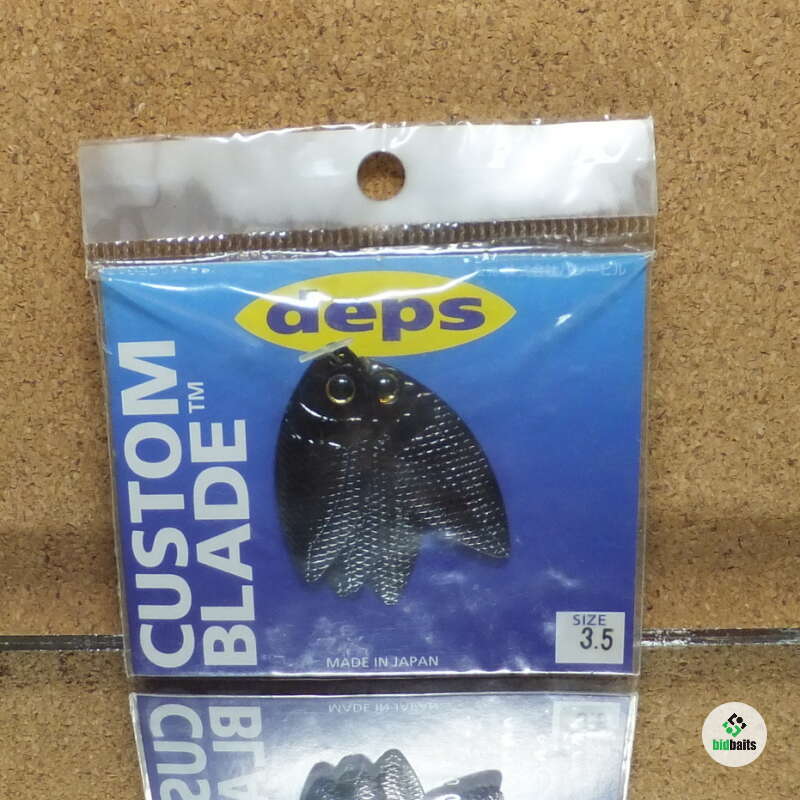 deps
CUSTOM
BLADE™
SIZE
3.5
MADE IN JAPAN
bidbaits